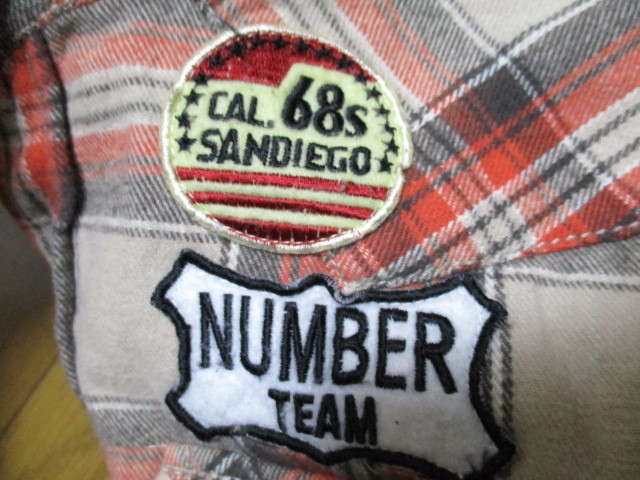 CAL. 68s
SANDIEGO
NUMBER
TEAM